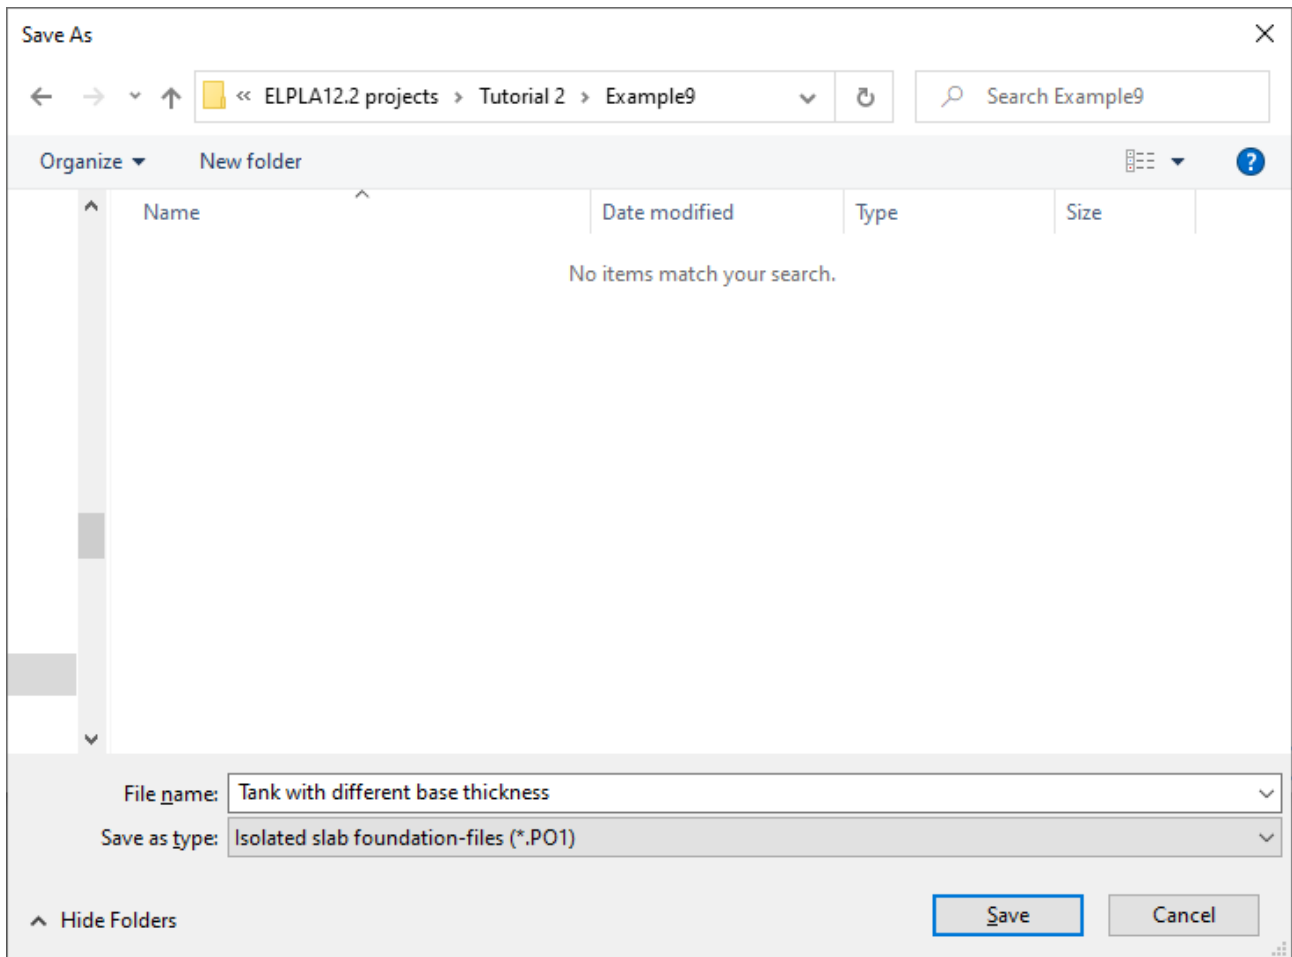 Save As
« ELPLA12.2 projects › Tutorial 2 › Example9
Search Example9
Organize
New folder
?
Name
Date modified
Type
Size
No items match your search.
File name: Tank with different base thickness
Save as type: Isolated slab foundation-files (*.PO1)
Hide Folders
Save
Cancel